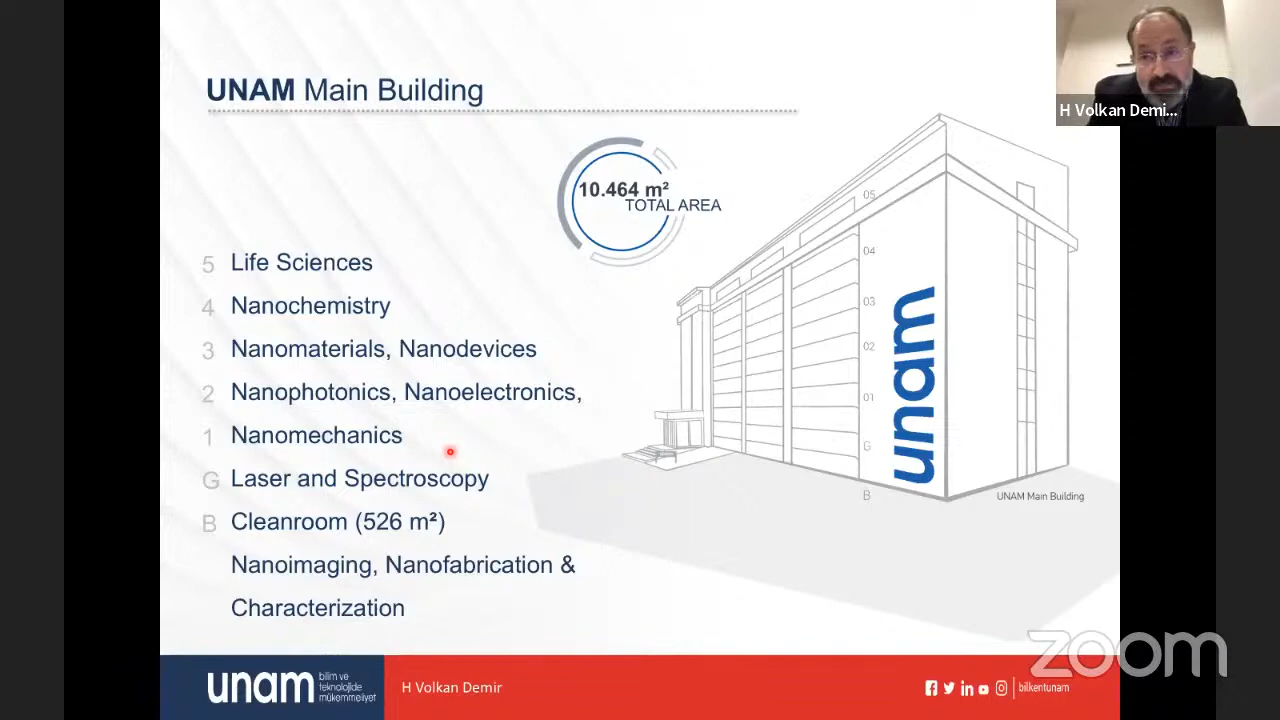 UNAM Main Building
H Volkan Demi...
10.464 m²
TOTAL AREA
5 Life Sciences
4 Nanochemistry
3 Nanomaterials, Nanodevices
2 Nanophotonics, Nanoelectronics,
1 Nanomechanics
G Laser and Spectroscopy
B Cleanroom (526 m²)
Nanoimaging, Nanofabrication &
Characterization
05
04
03
02
01
G
B
unam
UNAM Main Building
zoom
unam
bilim ve
teknolojide
mükemmeliyet
H Volkan Demir
bilkentunam